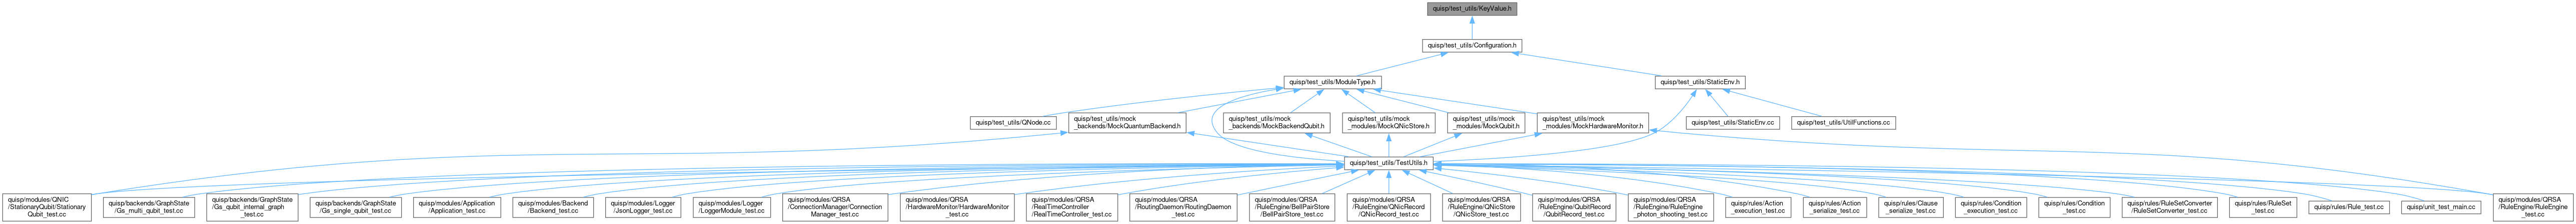 quisp/test_utils/KeyValue.h
quisp/test_utils/Configuration.h
quisp/test_utils/ModuleType.h
quisp/test_utils/StaticEnv.h
quisp/test_utils/QNode.cc
quisp/test_utils/mock
_backends/MockQuantumBackend.h
quisp/test_utils/mock
_backends/MockBackendQubit.h
quisp/test_utils/mock
_modules/MockQNicStore.h
quisp/test_utils/mock
_modules/MockQubit.h
quisp/test_utils/mock
_modules/MockHardwareMonitor.h
quisp/test_utils/StaticEnv.cc
quisp/test_utils/UtilFunctions.cc
quisp/test_utils/TestUtils.h
quisp/modules/QNIC
/StationaryQubit/Stationary
Qubit_test.cc
quisp/backends/GraphState
/Gs_multi_qubit_test.cc
quisp/backends/GraphState
/Gs_qubit_internal_graph
_test.cc
quisp/backends/GraphState
/Gs_single_qubit_test.cc
quisp/modules/Application
/Application_test.cc
quisp/modules/Backend
/Backend_test.cc
quisp/modules/Logger
/JsonLogger_test.cc
quisp/modules/Logger
/LoggerModule_test.cc
quisp/modules/QRSA
/ConnectionManager/Connection
Manager_test.cc
quisp/modules/QRSA
/HardwareMonitor/HardwareMonitor
_test.cc
quisp/modules/QRSA
/RealTimeController
/RealTimeController_test.cc
quisp/modules/QRSA
/RoutingDaemon/RoutingDaemon
_test.cc
quisp/modules/QRSA
/RuleEngine/BellPairStore
/BellPairStore_test.cc
quisp/modules/QRSA
/RuleEngine/QNicRecord
/QNicRecord_test.cc
quisp/modules/QRSA
/RuleEngine/QNicStore
/QNicStore_test.cc
quisp/modules/QRSA
/RuleEngine/QubitRecord
/QubitRecord_test.cc
quisp/modules/QRSA
/RuleEngine/RuleEngine
_photon_shooting_test.cc
quisp/rules/Action
_execution_test.cc
quisp/rules/Action
_serialize_test.cc
quisp/rules/Clause
_serialize_test.cc
quisp/rules/Condition
_execution_test.cc
quisp/rules/Condition
_test.cc
quisp/rules/RuleSetConverter
/RuleSetConverter_test.cc
quisp/rules/RuleSet
_test.cc
quisp/rules/Rule_test.cc
quisp/unit_test_main.cc
quisp/modules/QRSA
/RuleEngine/RuleEngine
_test.cc